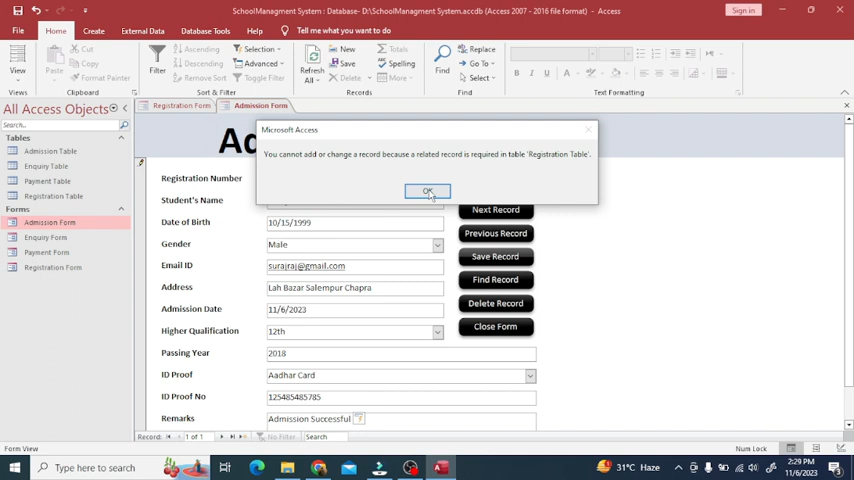 SchoolManagment System : Database- D:\SchoolManagment System.accdb (Access 2007 - 2016 file format) - Access
Sign in
File Home Create External Data Database Tools Help Tell me what you want to do
View
Views
Paste
Cut
Copy
Format Painter
Clipboard
Filter
Ascending
Descending
Remove Sort
Selection
Advanced
Toggle Filter
Sort & Filter
Refresh All
New
Save
Delete
Totals
Spelling
More
Records
Find
Replace
Go To
Select
Find
B I U A
Text Formatting
All Access Objects
Search...
Tables
Admission Table
Enquiry Table
Payment Table
Registration Table
Forms
Admission Form
Enquiry Form
Payment Form
Registration Form
Registration Form Admission Form
Ad
Microsoft Access
You cannot add or change a record because a related record is required in table 'Registration Table'.
OK
Registration Number
Student's Name
Date of Birth 10/15/1999
Gender Male
Email ID surajraj@gmail.com
Address Lah Bazar Salempur Chapra
Admission Date 11/6/2023
Higher Qualification 12th
Passing Year 2018
ID Proof Aadhar Card
ID Proof No 125485485785
Remarks Admission Successful
Next Record
Previous Record
Save Record
Find Record
Delete Record
Close Form
Record: 1 of 1 No Filter Search
Form View Num Lock
Type here to search
31°C Haze
2:29 PM
11/6/2023
3